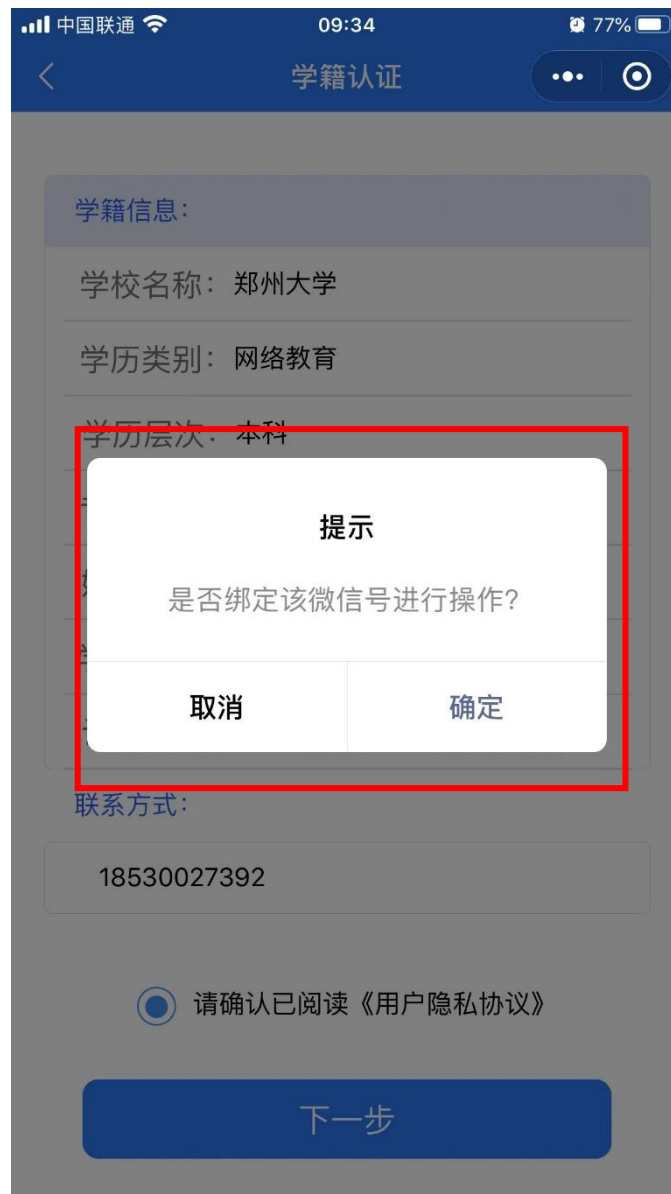 中国联通 09:34 77%
学籍认证
学籍信息：
学校名称：郑州大学
学历类别：网络教育
学历层次：本科
提示
是否绑定该微信号进行操作？
取消 确定
联系方式：
18530027392
请确认已阅读《用户隐私协议》
下一步